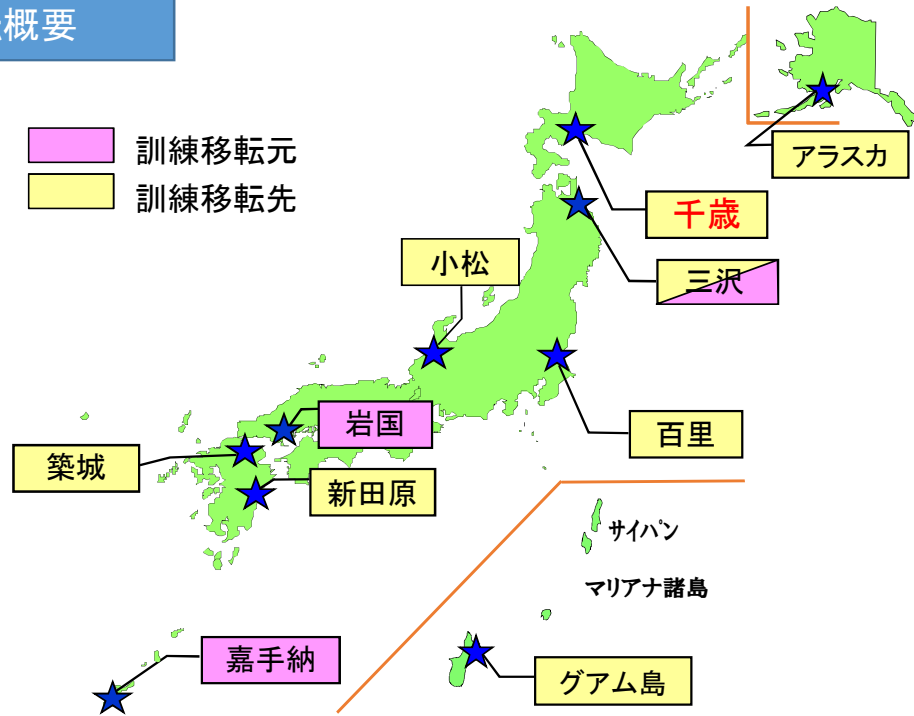 概要
訓練移転元
訓練移転先
アラスカ
千歳
小松
三沢
岩国
百里
築城
新田原
サイパン
マリアナ諸島
嘉手納
グアム島